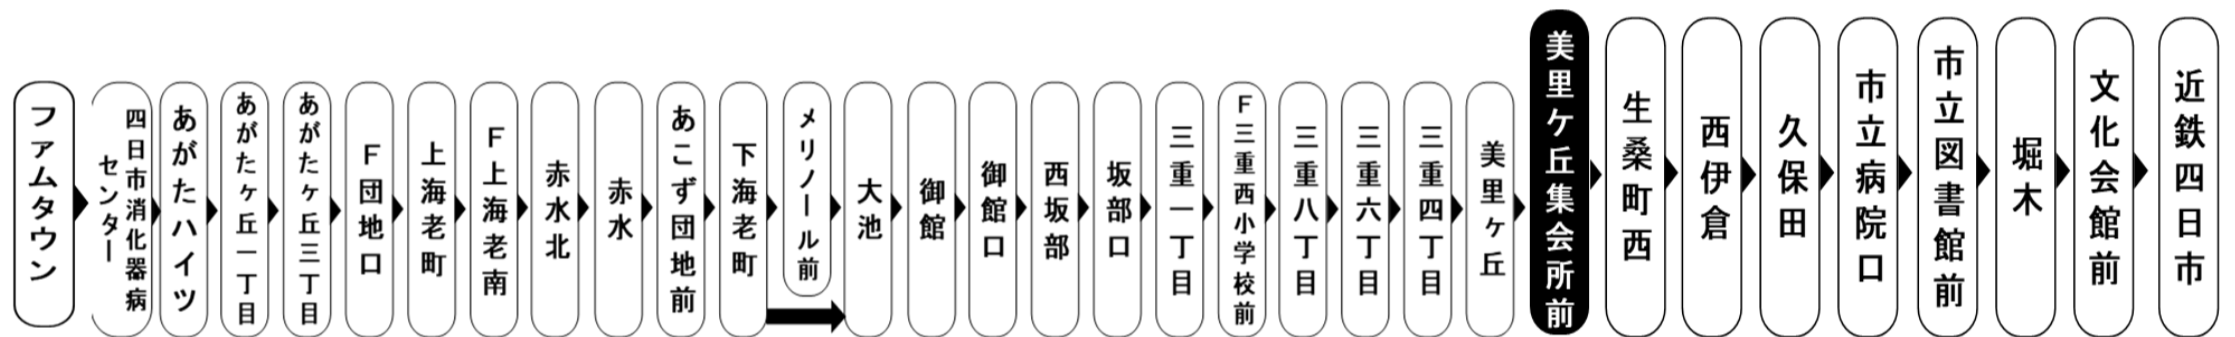 ファムタウン
四日市消化器病
センター
あがたハイツ
あがたヶ丘一丁目
あがたヶ丘三丁目
F団地口
上海老町
F上海老南
赤水北
赤水
あこず団地前
下海老町
メリノール前
大池
御館
御館口
西坂部
坂部口
三重一丁目
F三重西小学校前
三重八丁目
三重六丁目
三重四丁目
美里ヶ丘
美里ケ丘集会所前
生桑町西
西伊倉
久保田
市立病院口
市立図書館前
堀木
文化会館前
近鉄四日市